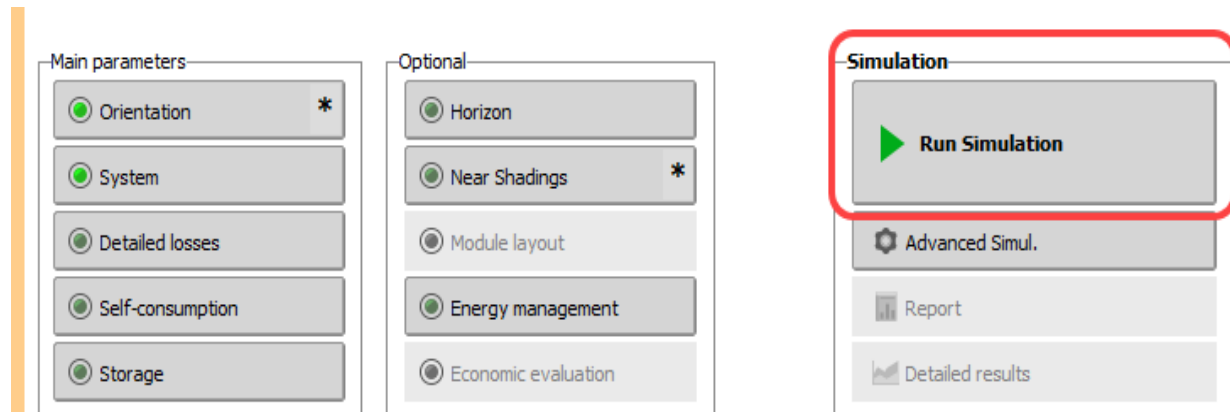 Main parameters
Orientation *
System
Detailed losses
Self-consumption
Storage
Optional
Horizon
Near Shadings *
Module layout
Energy management
Economic evaluation
Simulation
Run Simulation
Advanced Simul.
Report
Detailed results